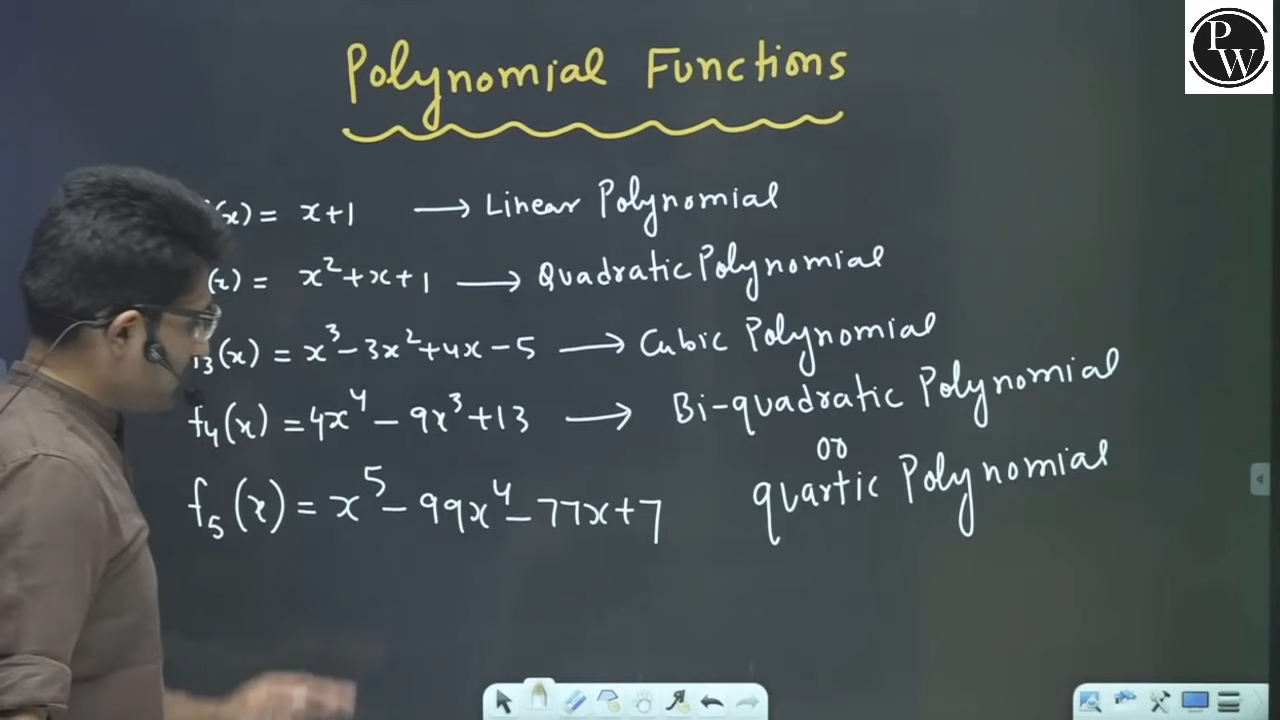 PW
Polynomial Functions
(x) = x+1 → Linear Polynomial
(x) = x²+x+1 → Quadratic Polynomial
f3(x) = x³-3x²+4x-5 → Cubic Polynomial
f4(x) = 4x⁴ - 9x³+13 → Bi-quadratic Polynomial
or
quartic Polynomial
f5(x) = x⁵-99x⁴-77x+7